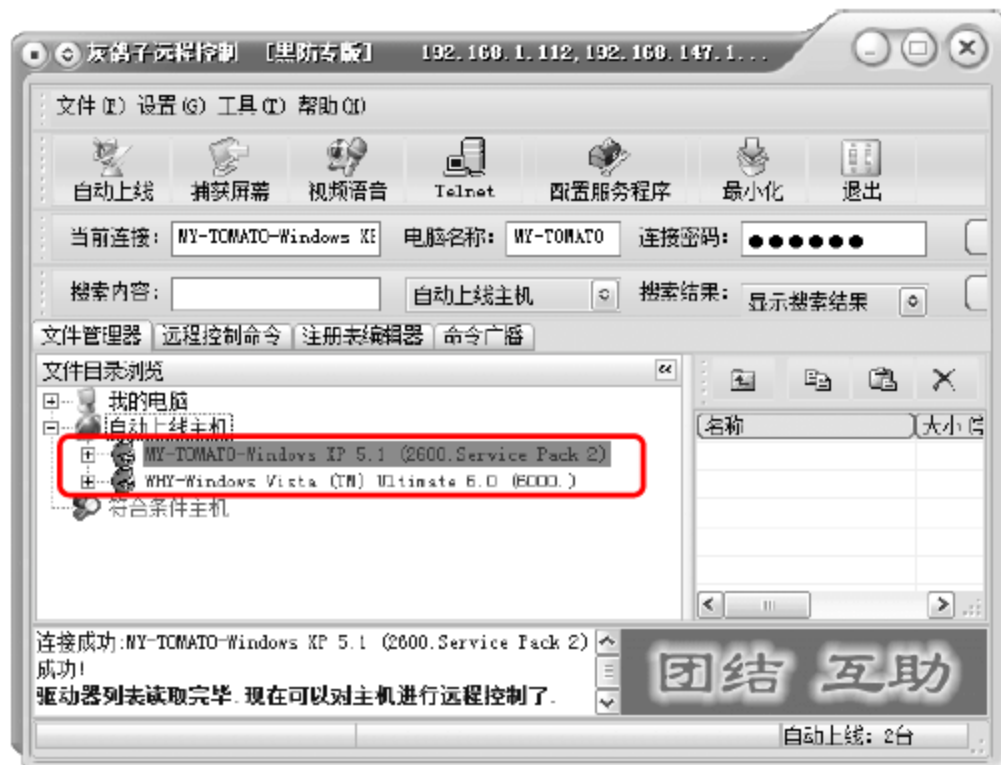 灰鸽子远程控制 [黑防专版] 192.168.1.112,192.168.147.1...
文件(F) 设置(G) 工具(T) 帮助(H)
自动上线 捕获屏幕 视频语音 Telnet 配置服务程序 最小化 退出
当前连接: MY-TOMATO-Windows XE 电脑名称: MY-TOMATO 连接密码: ●●●●●●
搜索内容: 自动上线主机 搜索结果: 显示搜索结果
文件管理器 远程控制命令 注册表编辑器 命令广播
文件目录浏览
我的电脑
自动上线主机
MY-TOMATO-Windows XP 5.1 (2600.Service Pack 2)
WHY-Windows Vista (TM) Ultimate 6.0 (6000.)
符合条件主机
名称 大小
连接成功:MY-TOMATO-Windows XP 5.1 (2600.Service Pack 2)
成功!
驱动器列表读取完毕.现在可以对主机进行远程控制了.
团结 互助
自动上线: 2台